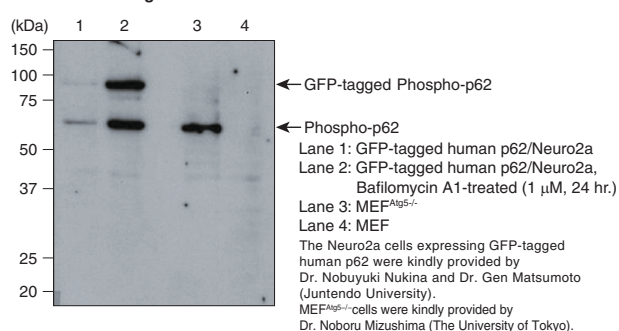 (kDa) 1 2 3 4
150
100
75
50
37
25
20
GFP-tagged Phospho-p62
Phospho-p62
Lane 1: GFP-tagged human p62/Neuro2a
Lane 2: GFP-tagged human p62/Neuro2a,
Bafilomycin A1-treated (1 µM, 24 hr.)
Lane 3: MEFAtg5-/-
Lane 4: MEF
The Neuro2a cells expressing GFP-tagged
human p62 were kindly provided by
Dr. Nobuyuki Nukina and Dr. Gen Matsumoto
(Juntendo University).
MEFAtg5-/-cells were kindly provided by
Dr. Noboru Mizushima (The University of Tokyo).